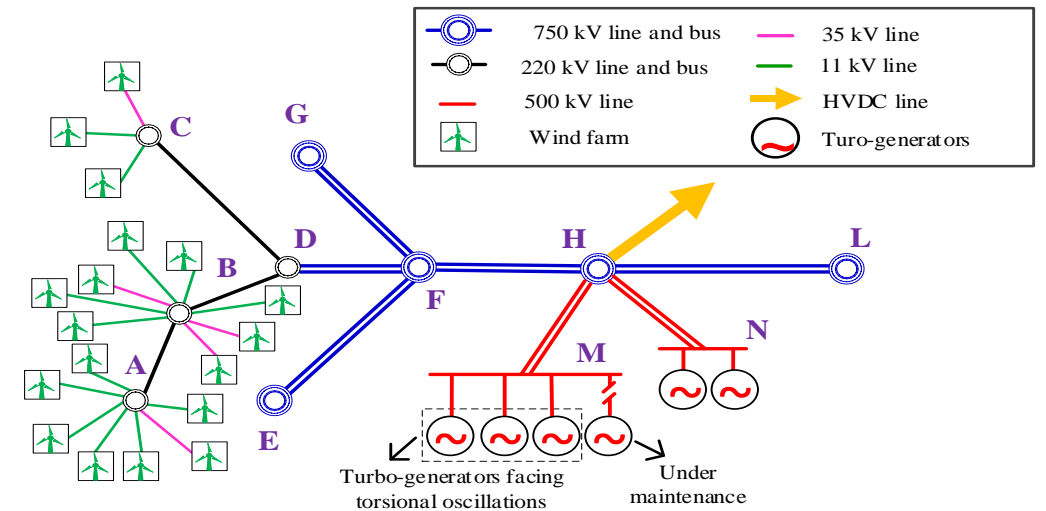 750 kV line and bus
35 kV line
220 kV line and bus
11 kV line
500 kV line
HVDC line
Wind farm
Turo-generators
C
G
D
H
L
B
F
N
A
M
E
Turbo-generators facing
torsional oscillations
Under
maintenance